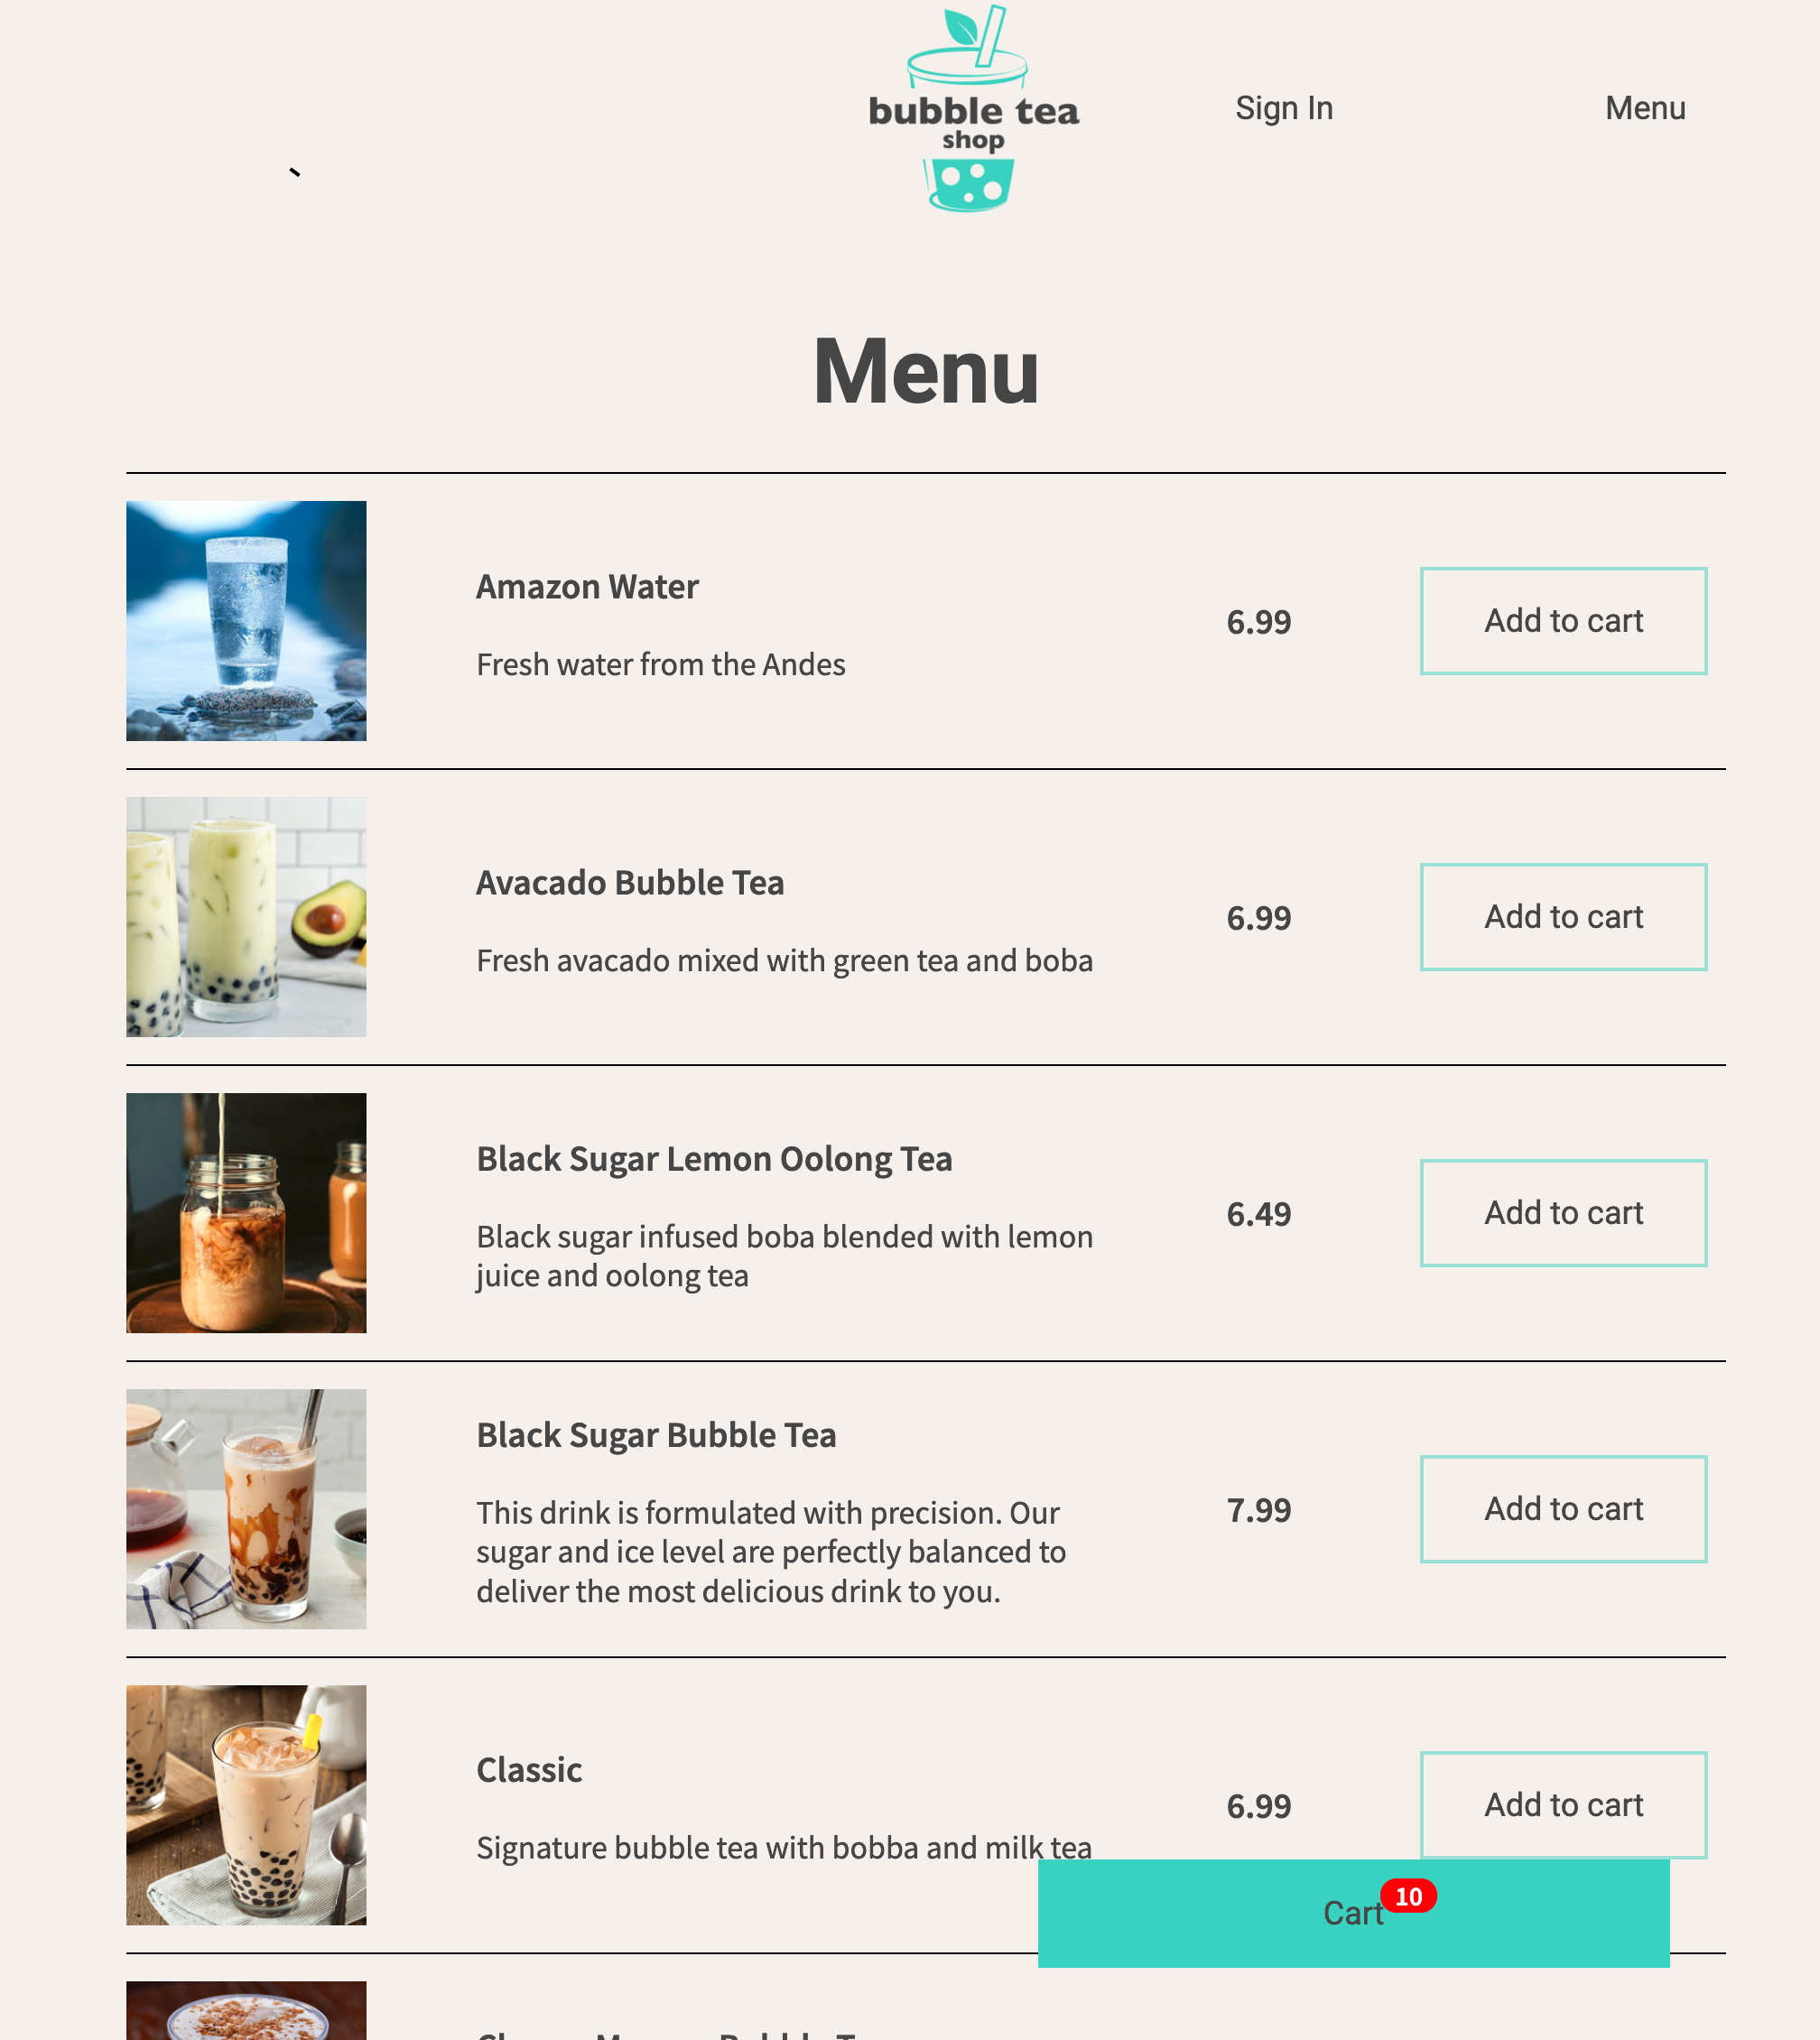 bubble tea
shop
Sign In
Menu
Menu
Amazon Water
Fresh water from the Andes
6.99
Add to cart
Avacado Bubble Tea
Fresh avacado mixed with green tea and boba
6.99
Add to cart
Black Sugar Lemon Oolong Tea
Black sugar infused boba blended with lemon
juice and oolong tea
6.49
Add to cart
Black Sugar Bubble Tea
This drink is formulated with precision. Our
sugar and ice level are perfectly balanced to
deliver the most delicious drink to you.
7.99
Add to cart
Classic
Signature bubble tea with bobba and milk tea
6.99
Add to cart
Cart
10